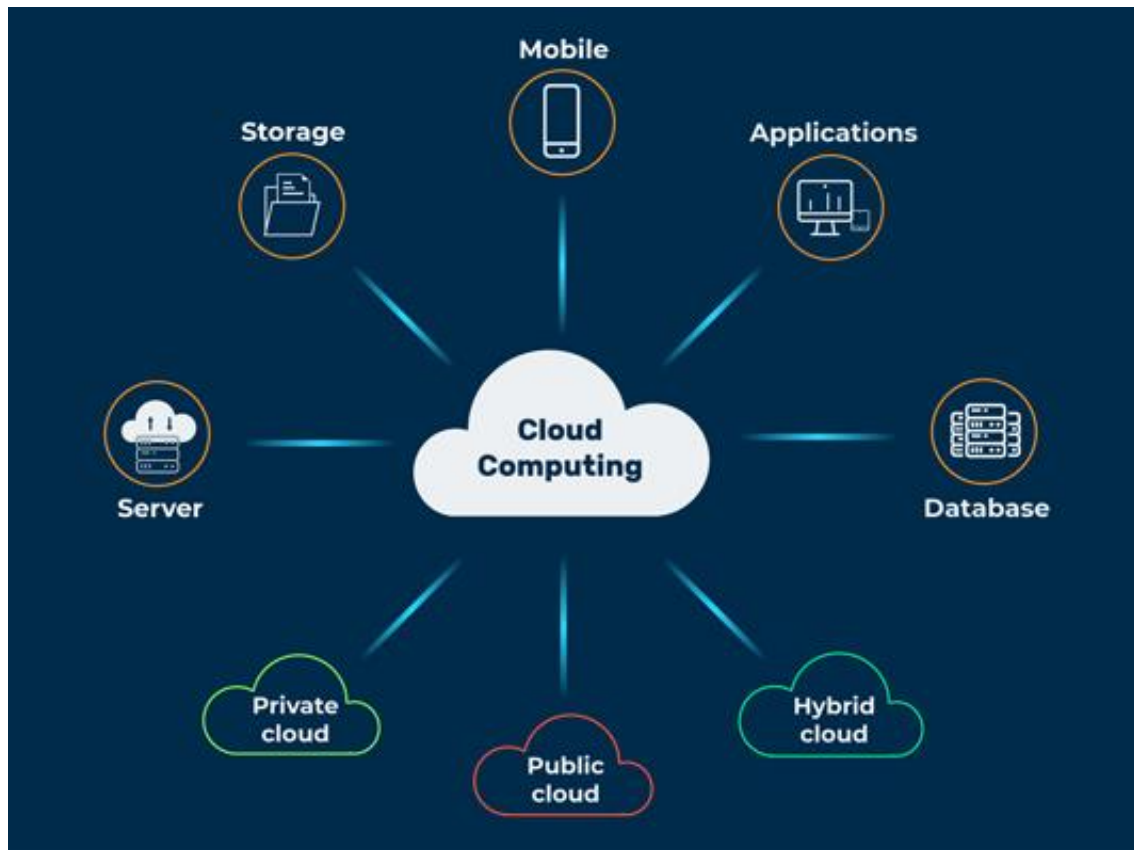 Mobile
Storage
Applications
Cloud
Computing
Server
Database
Private
cloud
Public
cloud
Hybrid
cloud